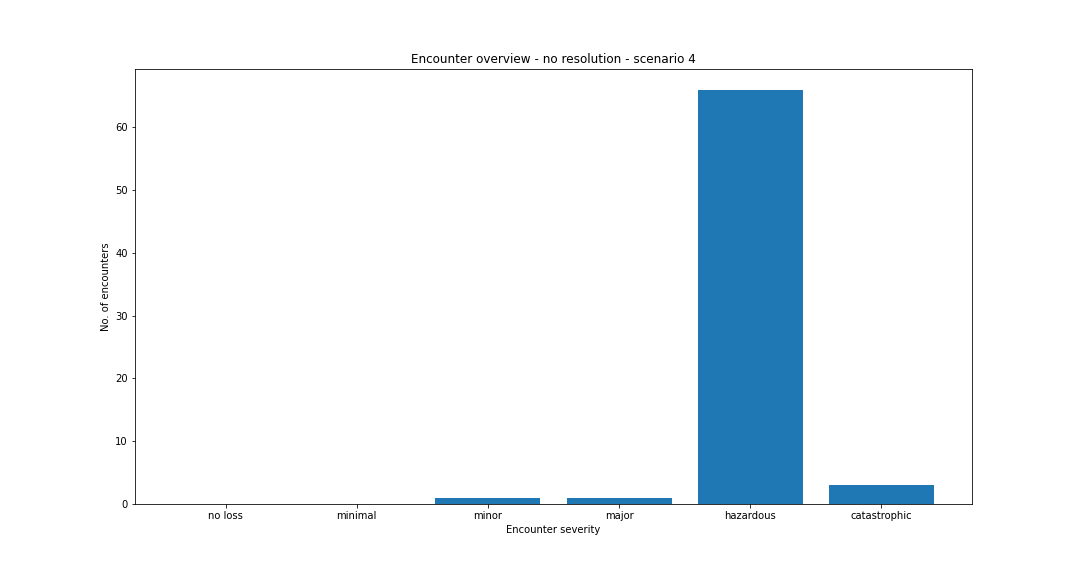 Encounter overview - no resolution - scenario 4
No. of encounters
60
50
40
30
20
10
0
no loss minimal minor major hazardous catastrophic
Encounter severity